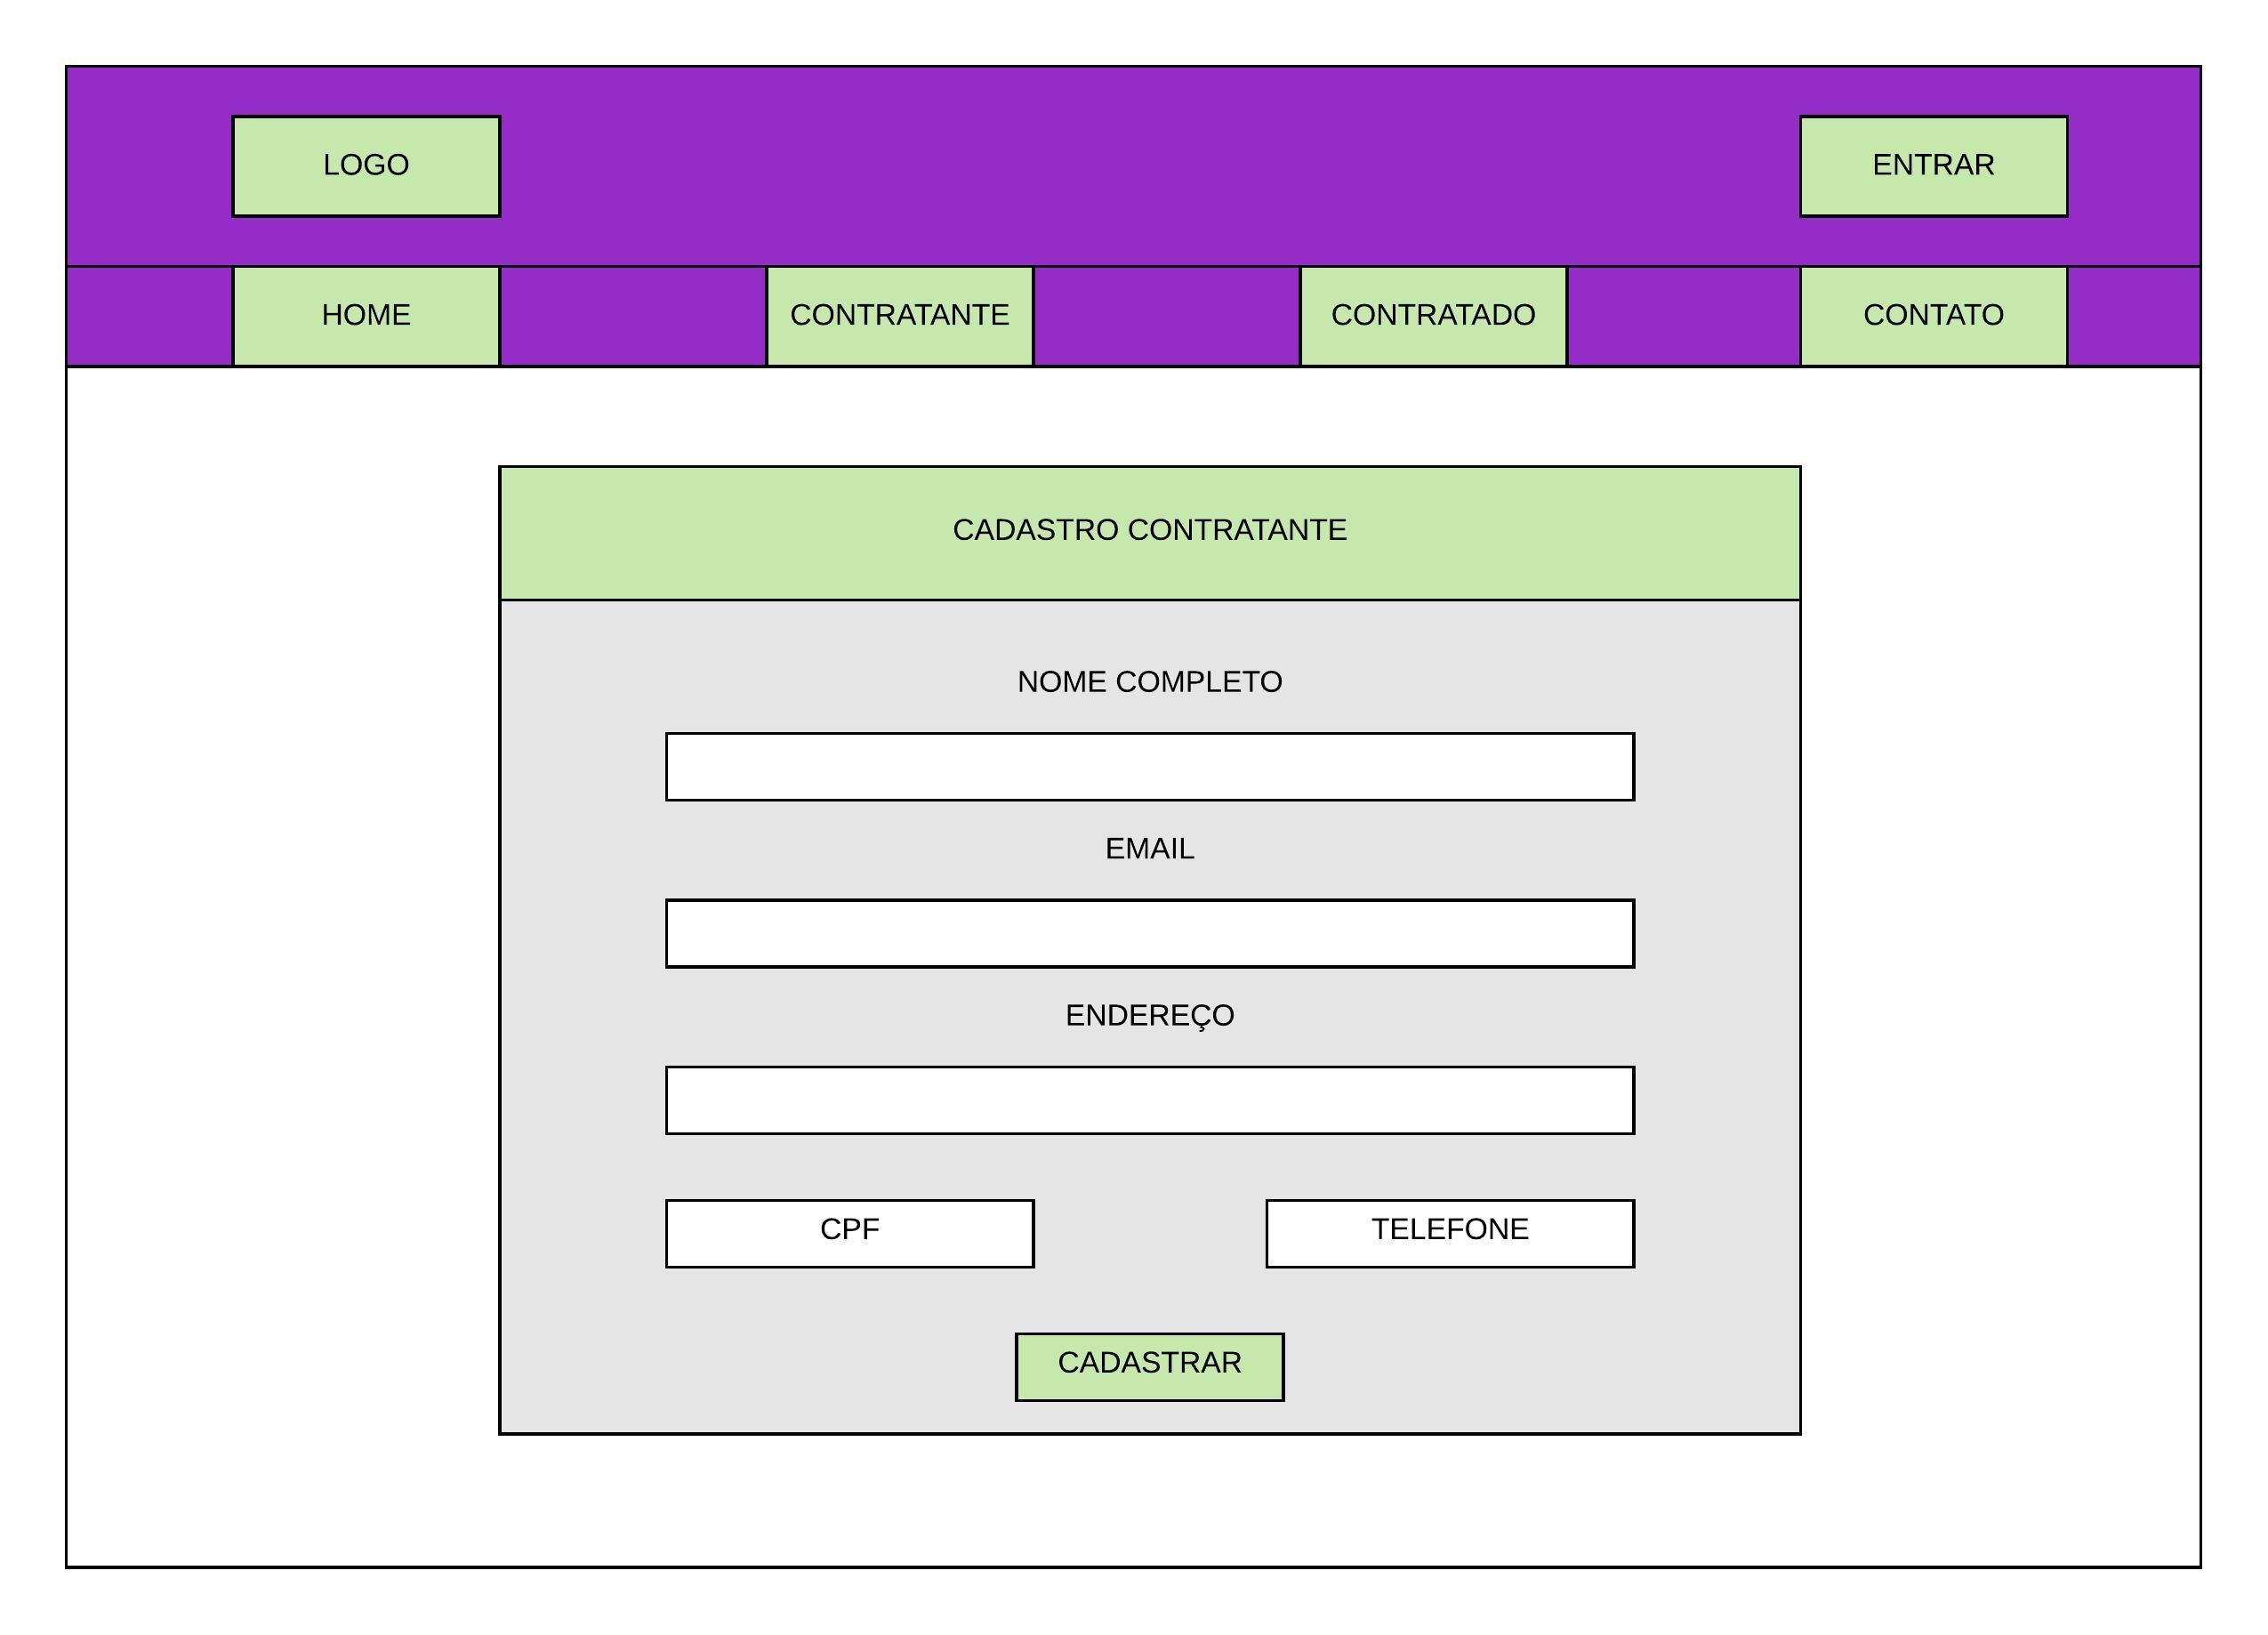 LOGO
ENTRAR
HOME
CONTRATANTE
CONTRATADO
CONTATO
CADASTRO CONTRATANTE
NOME COMPLETO
EMAIL
ENDEREÇO
CPF
TELEFONE
CADASTRAR